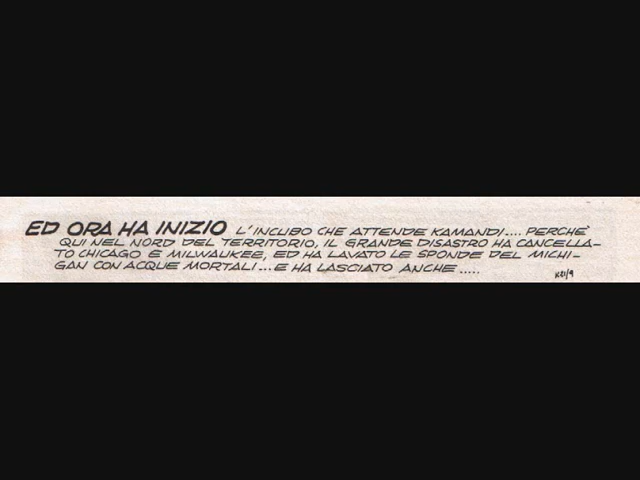 ED ORA HA INIZIO L'INCUBO CHE ATTENDE KAMANDI.... PERCHE'
QUI NEL NORD DEL TERRITORIO, IL GRANDE DISASTRO HA CANCELLA-
TO CHICAGO E MILWAUKEE, ED HA LAVATO LE SPONDE DEL MICHI-
GAN CON ACQUE MORTALI...E HA LASCIATO ANCHE .....